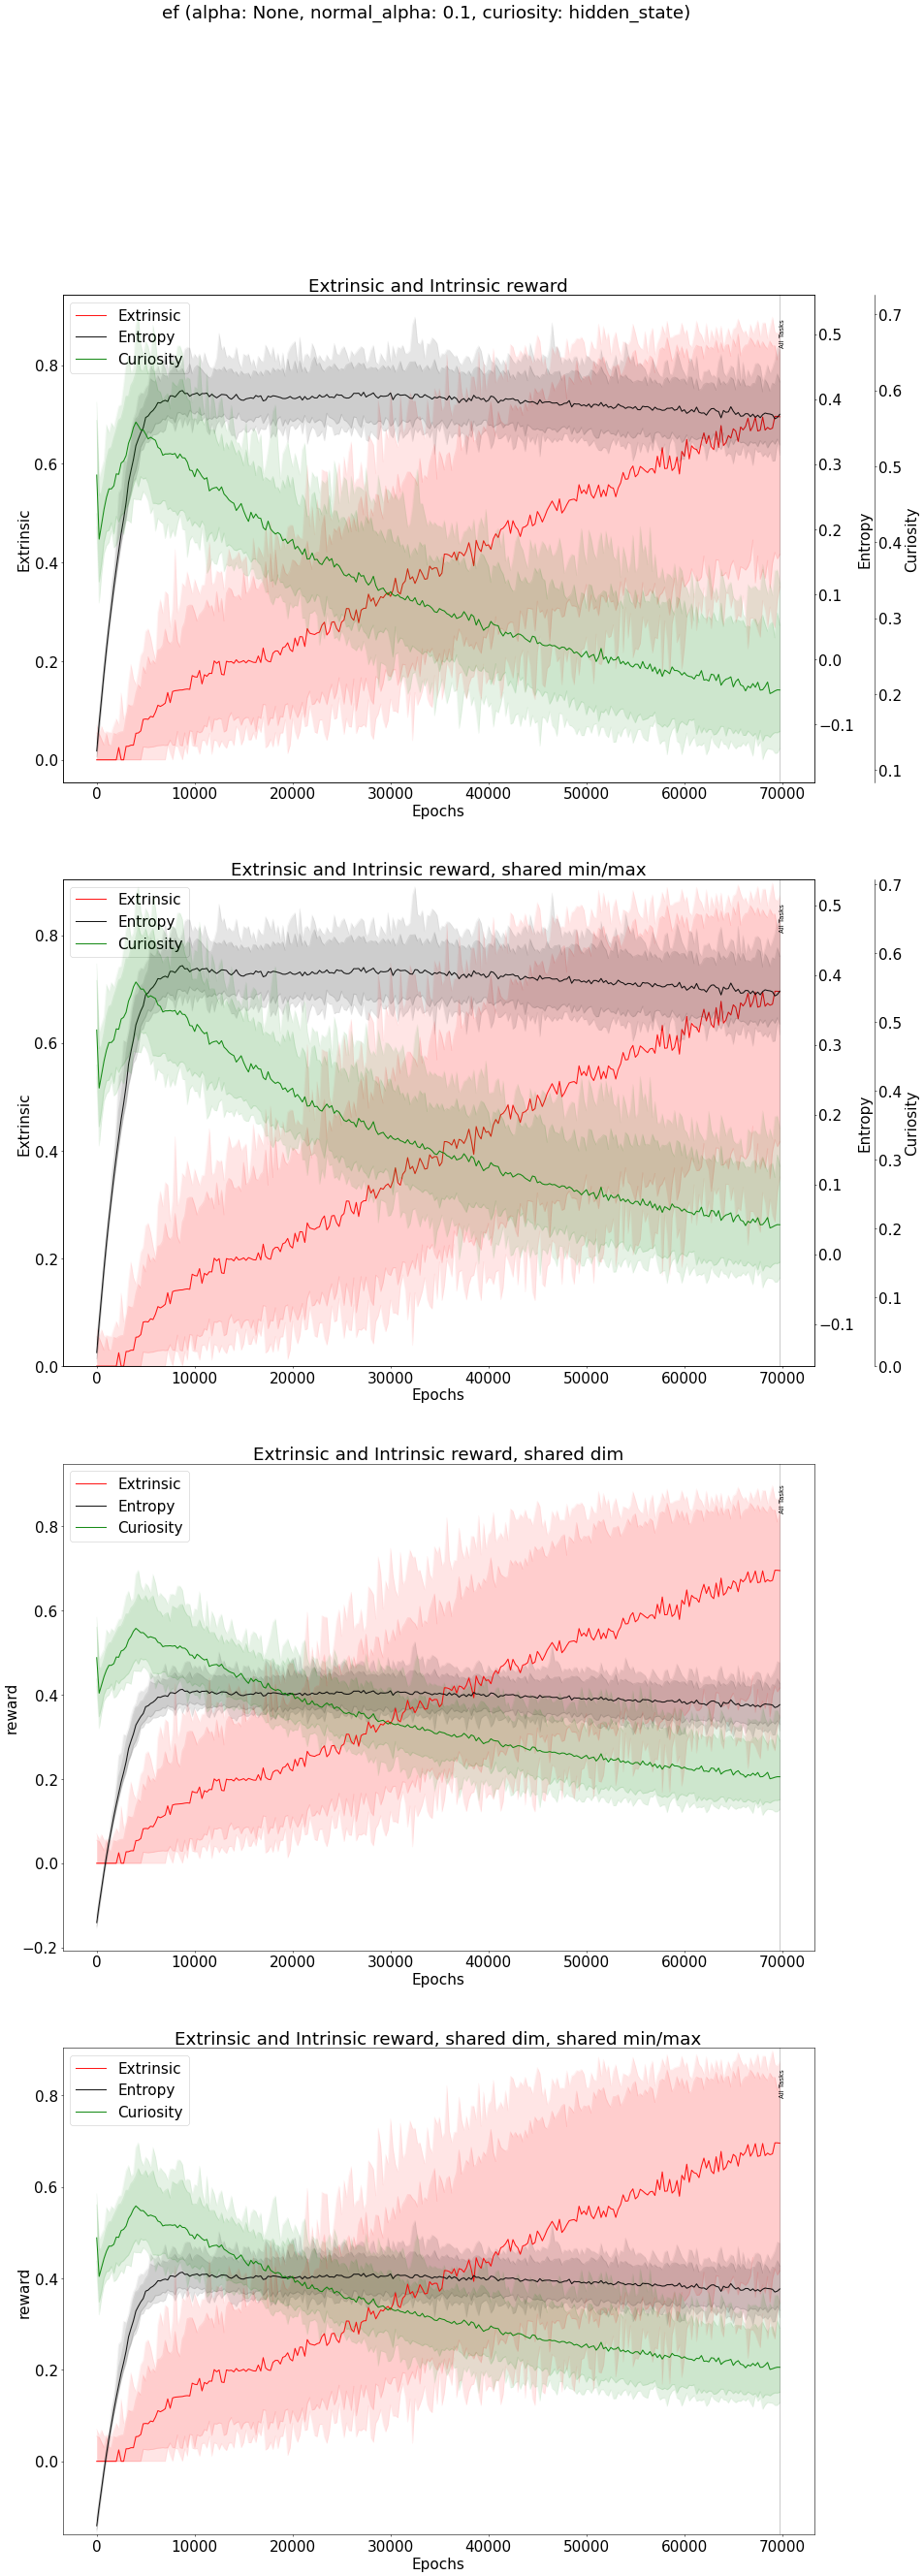 ef (alpha: None, normal_alpha: 0.1, curiosity: hidden_state)
Extrinsic and Intrinsic reward
Extrinsic
Entropy
Curiosity
All Tasks
0.8
0.6
0.4
0.2
0.0
Extrinsic
0.5
0.4
0.3
0.2
0.1
0.0
−0.1
Entropy
0.7
0.6
0.5
0.4
0.3
0.2
0.1
Curiosity
0 10000 20000 30000 40000 50000 60000 70000
Epochs
Extrinsic and Intrinsic reward, shared min/max
Extrinsic
Entropy
Curiosity
All Tasks
0.8
0.6
0.4
0.2
0.0
Extrinsic
0.5
0.4
0.3
0.2
0.1
0.0
−0.1
Entropy
0.7
0.6
0.5
0.4
0.3
0.2
0.1
0.0
Curiosity
0 10000 20000 30000 40000 50000 60000 70000
Epochs
Extrinsic and Intrinsic reward, shared dim
Extrinsic
Entropy
Curiosity
All Tasks
0.8
0.6
0.4
0.2
0.0
−0.2
reward
0 10000 20000 30000 40000 50000 60000 70000
Epochs
Extrinsic and Intrinsic reward, shared dim, shared min/max
Extrinsic
Entropy
Curiosity
All Tasks
0.8
0.6
0.4
0.2
0.0
reward
0 10000 20000 30000 40000 50000 60000 70000
Epochs